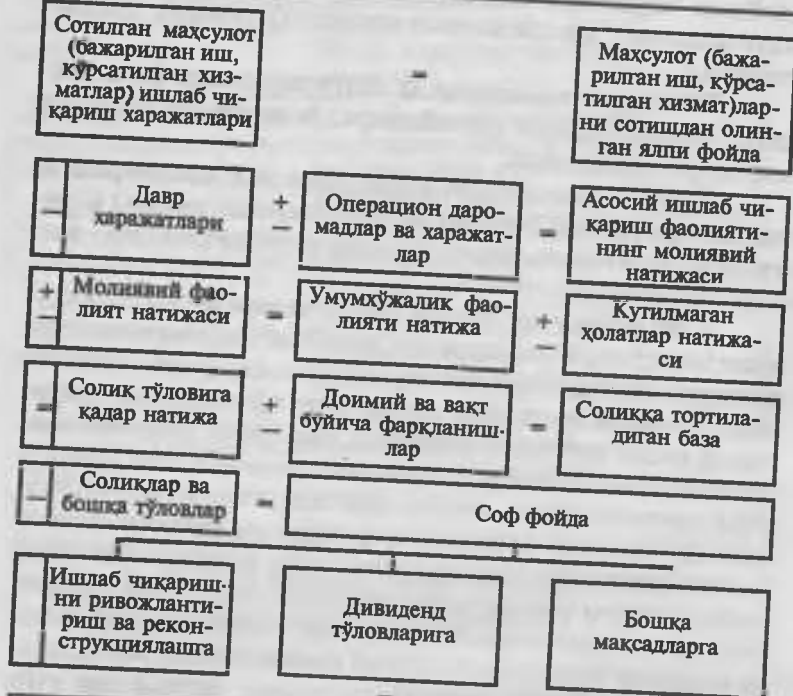 Сотилган маҳсулот
(бажарилган иш,
кўрсатилган хиз-
матлар) ишлаб чи-
қариш харажатлари
=
Маҳсулот (бажа-
рилган иш, кўрса-
тилган хизмат)лар-
ни сотишдан олин-
ган ялпи фойда
—
Давр
харажатлари
+
—
Операцион даро-
мадлар ва харажат-
лар
=
Асосий ишлаб чи-
қариш фаолияти-
нинг молиявий
натижаси
+
—
Молиявий фао-
лият натижаси
=
Умумхўжалик фао-
лияти натижа
+
—
Кутилмаган
ҳолатлар натижа-
си
=
Солиқ тўловига
қадар натижа
+
—
Доимий ва вақт
бўйича фарқланиш-
лар
=
Солиққа тортила-
диган база
—
Солиқлар ва
бошқа тўловлар
=
Соф фойда
Ишлаб чиқариш-
ни ривожланти-
риш ва рекон-
струкциялашга
Дивиденд
тўловларига
Бошқа
мақсадларга